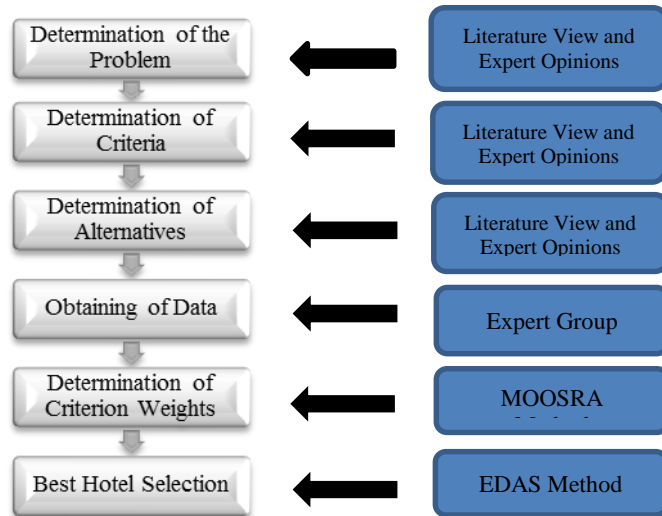 Determination of the
Problem
Literature View and
Expert Opinions
Determination of
Criteria
Literature View and
Expert Opinions
Determination of
Alternatives
Literature View and
Expert Opinions
Obtaining of Data
Expert Group
Determination of
Criterion Weights
MOOSRA
Best Hotel Selection
EDAS Method